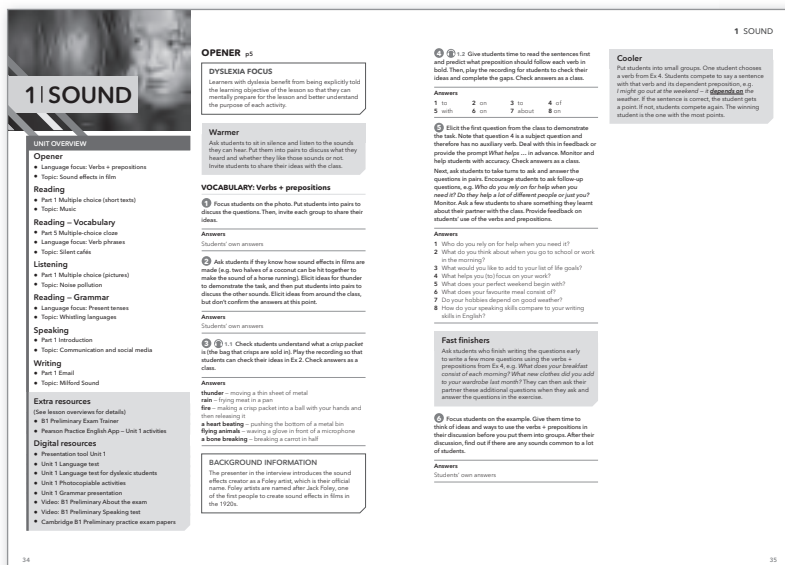 1 | SOUND
UNIT OVERVIEW
Opener
• Language focus: Verbs + prepositions
• Topic: Sound effects in film
Reading
• Part 1 Multiple choice (short texts)
• Topic: Music
Reading – Vocabulary
• Part 5 Multiple-choice cloze
• Language focus: Verb phrases
• Topic: Silent cafés
Listening
• Part 1 Multiple choice (pictures)
• Topic: Noise pollution
Reading – Grammar
• Language focus: Present tenses
• Topic: Whistling languages
Speaking
• Part 1 Introduction
• Topic: Communication and social media
Writing
• Part 1 Email
• Topic: Milford Sound
Extra resources
(See lesson overviews for details)
• B1 Preliminary Exam Trainer
• Pearson Practice English App – Unit 1 activities
Digital resources
• Presentation tool Unit 1
• Unit 1 Language test
• Unit 1 Language test for dyslexic students
• Unit 1 Photocopiable activities
• Unit 1 Grammar presentation
• Video: B1 Preliminary About the exam
• Video: B1 Preliminary Speaking test
• Cambridge B1 Preliminary practice exam papers
34
OPENER p5
DYSLEXIA FOCUS
Learners with dyslexia benefit from being explicitly told
the learning objective of the lesson so that they can
mentally prepare for the lesson and better understand
the purpose of each activity.
Warmer
Ask students to sit in silence and listen to the sounds
they can hear. Put them into pairs to discuss what they
heard and whether they like those sounds or not.
Invite students to share their ideas with the class.
VOCABULARY: Verbs + prepositions
1 Focus students on the photo. Put students into pairs to
discuss the questions. Then, invite each group to share their
ideas.
Answers
Students' own answers
2 Ask students if they know how sound effects in films are
made (e.g. two halves of a coconut can be hit together to
make the sound of a horse running). Elicit ideas for thunder
to demonstrate the task, and then put students into pairs to
discuss the other sounds. Elicit ideas from around the class,
but don't confirm the answers at this point.
Answers
Students' own answers
3 1.1 Check students understand what a crisp packet
is (the bag that crisps are sold in). Play the recording so that
students can check their ideas in Ex 2. Check answers as a
class.
Answers
thunder – moving a thin sheet of metal
rain – frying meat in a pan
fire – making a crisp packet into a ball with your hands and
then releasing it
a heart beating – pushing the bottom of a metal bin
flying animals – waving a glove in front of a microphone
a bone breaking – breaking a carrot in half
BACKGROUND INFORMATION
The presenter in the interview introduces the sound
effects creator as a Foley artist, which is their official
name. Foley artists are named after Jack Foley, one
of the first people to create sound effects in films in
the 1920s.
1 SOUND
4 1.2 Give students time to read the sentences first
and predict what preposition should follow each verb in
bold. Then, play the recording for students to check their
ideas and complete the gaps. Check answers as a class.
Answers
1 to 2 on 3 to 4 of
5 with 6 on 7 about 8 on
5 Elicit the first question from the class to demonstrate
the task. Note that question 4 is a subject question and
therefore has no auxiliary verb. Deal with this in feedback or
provide the prompt What helps … in advance. Monitor and
help students with accuracy. Check answers as a class.
Next, ask students to take turns to ask and answer the
questions in pairs. Encourage students to ask follow-up
questions, e.g. Who do you rely on for help when you
need it? Do they help a lot of different people or just you?
Monitor. Ask a few students to share something they learnt
about their partner with the class. Provide feedback on
students' use of the verbs and prepositions.
Answers
1 Who do you rely on for help when you need it?
2 What do you think about when you go to school or work
in the morning?
3 What would you like to add to your list of life goals?
4 What helps you (to) focus on your work?
5 What does your perfect weekend begin with?
6 What does your favourite meal consist of?
7 Do your hobbies depend on good weather?
8 How do your speaking skills compare to your writing
skills in English?
Fast finishers
Ask students who finish writing the questions early
to write a few more questions using the verbs +
prepositions from Ex 4, e.g. What does your breakfast
consist of each morning? What new clothes did you add
to your wardrobe last month? They can then ask their
partner these additional questions when they ask and
answer the questions in the exercise.
6 Focus students on the example. Give them time to
think of ideas and ways to use the verbs + prepositions in
their discussion before you put them into groups. After their
discussion, find out if there are any sounds common to a lot
of students.
Answers
Students' own answers
Cooler
Put students into small groups. One student chooses
a verb from Ex 4. Students compete to say a sentence
with that verb and its dependent preposition, e.g.
I might go out at the weekend – it depends on the
weather. If the sentence is correct, the student gets
a point. If not, students compete again. The winning
student is the one with the most points.
35